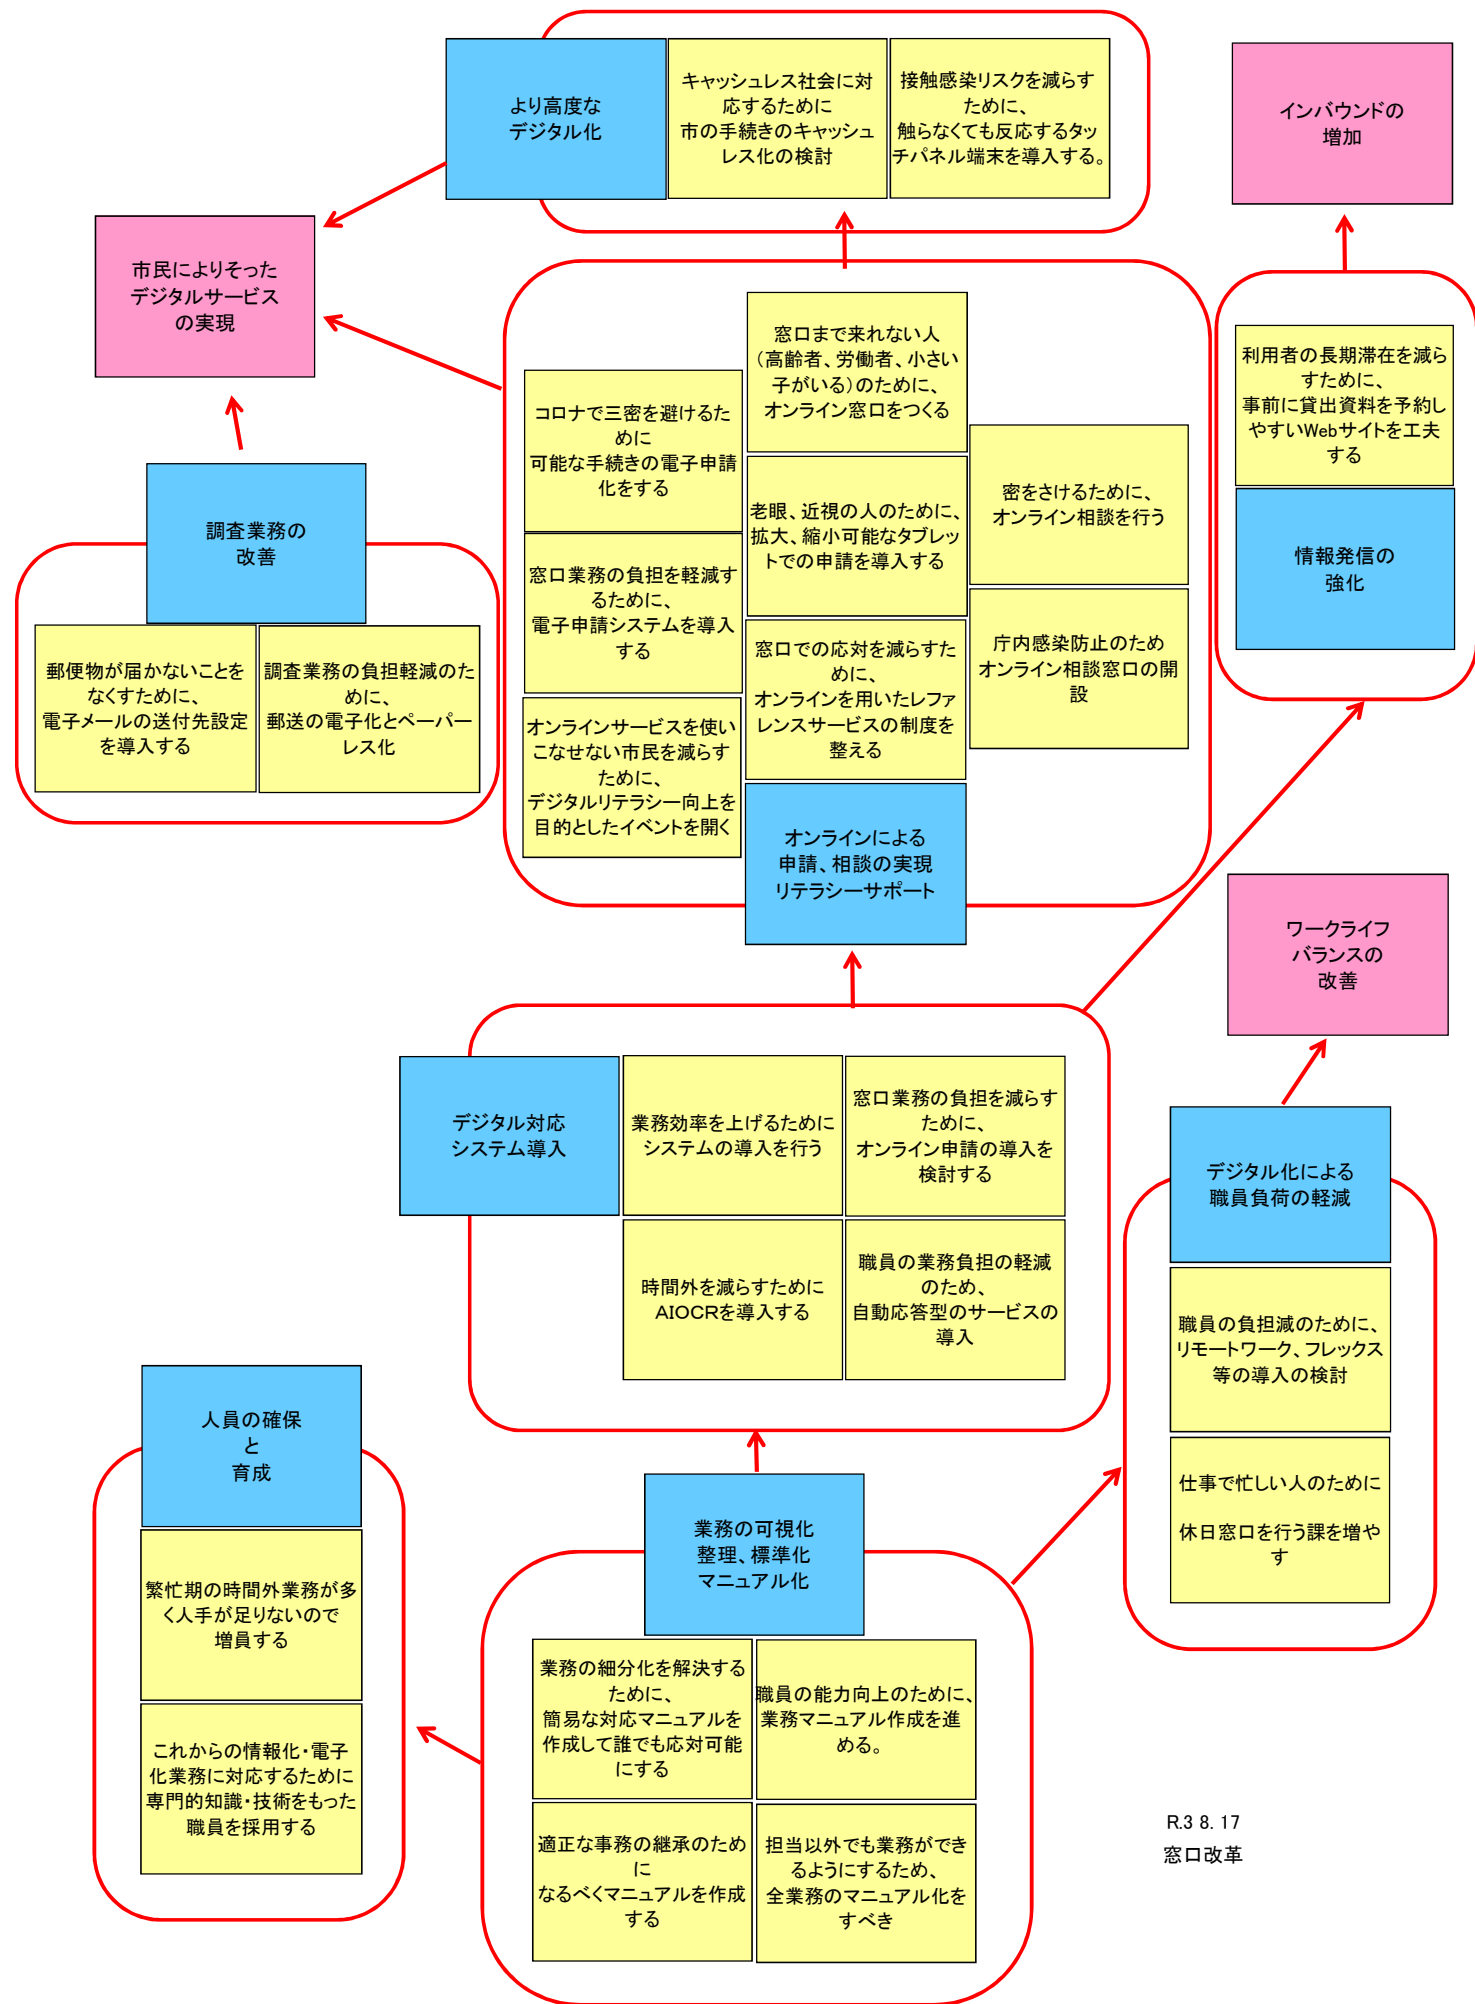 より高度な
デジタル化
キャッシュレス社会に対
応するために
市の手続きのキャッシュ
レス化の検討
接触感染リスクを減らす
ために、
触らなくても反応するタッ
チパネル端末を導入する。
インバウンドの
増加
市民によりそった
デジタルサービス
の実現
窓口まで来れない人
（高齢者、労働者、小さい
子がいる）のために、
オンライン窓口をつくる
利用者の長期滞在を減ら
すために、
事前に貸出資料を予約し
やすいWebサイトを工夫
する
コロナで三密を避けるた
めに
可能な手続きの電子申請
化をする
密をさけるために、
オンライン相談を行う
老眼、近視の人のために、
拡大、縮小可能なタブレッ
トでの申請を導入する
調査業務の
改善
情報発信の
強化
窓口業務の負担を軽減す
るために、
電子申請システムを導入
する
庁内感染防止のため
オンライン相談窓口の開
設
窓口での応対を減らすた
めに、
オンラインを用いたレファ
レンスサービスの制度を
整える
郵便物が届かないことを
なくすために、
電子メールの送付先設定
を導入する
調査業務の負担軽減のた
めに、
郵送の電子化とペーパー
レス化
オンラインサービスを使い
こなせない市民を減らす
ために、
デジタルリテラシー向上を
目的としたイベントを開く
オンラインによる
申請、相談の実現
リテラシーサポート
ワークライフ
バランスの
改善
デジタル対応
システム導入
業務効率を上げるために
システムの導入を行う
窓口業務の負担を減らす
ために、
オンライン申請の導入を
検討する
デジタル化による
職員負荷の軽減
時間外を減らすために
AIOCRを導入する
職員の業務負担の軽減
のため、
自動応答型のサービスの
導入
職員の負担減のために、
リモートワーク、フレックス
等の導入の検討
人員の確保
と
育成
仕事で忙しい人のために
休日窓口を行う課を増や
す
業務の可視化
整理、標準化
マニュアル化
繁忙期の時間外業務が多
く人手が足りないので
増員する
業務の細分化を解決する
ために、
簡易な対応マニュアルを
作成して誰でも応対可能
にする
職員の能力向上のために、
業務マニュアル作成を進
める。
これからの情報化・電子
化業務に対応するために
専門的知識・技術をもった
職員を採用する
適正な事務の継承のため
に
なるべくマニュアルを作成
する
担当以外でも業務ができ
るようにするため、
全業務のマニュアル化を
すべき
R.3 8. 17
窓口改革